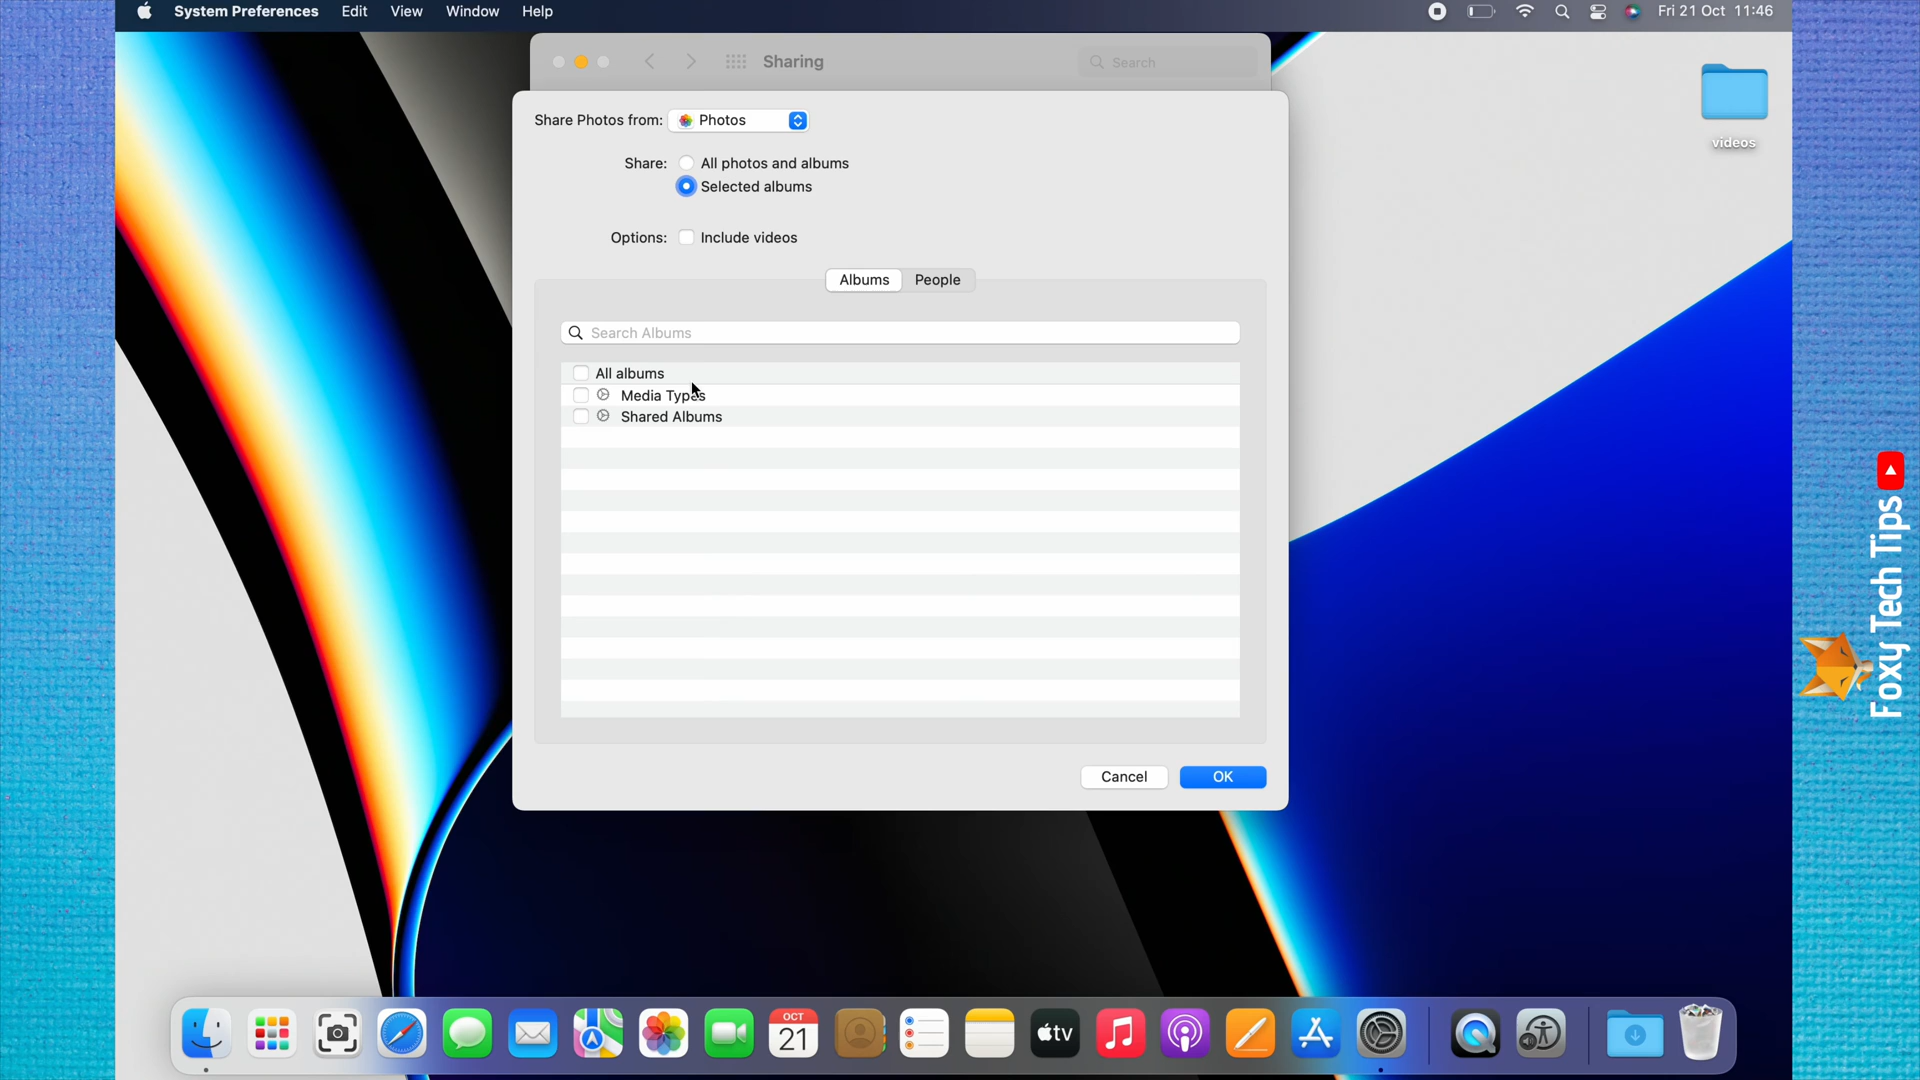 System Preferences Edit View Window Help
Fri 21 Oct 11:46
Sharing
Search
Share Photos from: Photos
Share: All photos and albums
Selected albums
Options: Include videos
Albums People
Search Albums
All albums
Media Types
Shared Albums
Cancel OK
videos
Foxy Tech Tips
OCT
21
tv